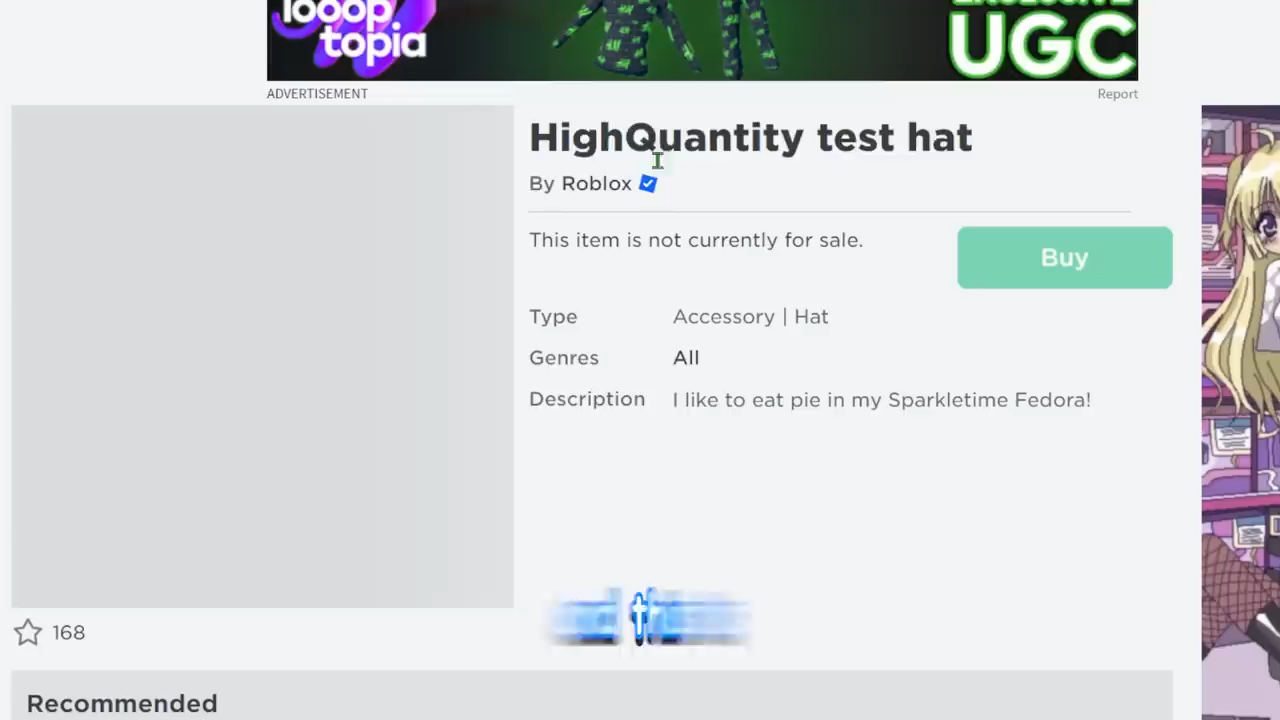 looop
topia
UGC
ADVERTISEMENT
Report
HighQuantity test hat
By Roblox
This item is not currently for sale.
Buy
Type
Accessory | Hat
Genres
All
Description
I like to eat pie in my Sparkletime Fedora!
168
Recommended